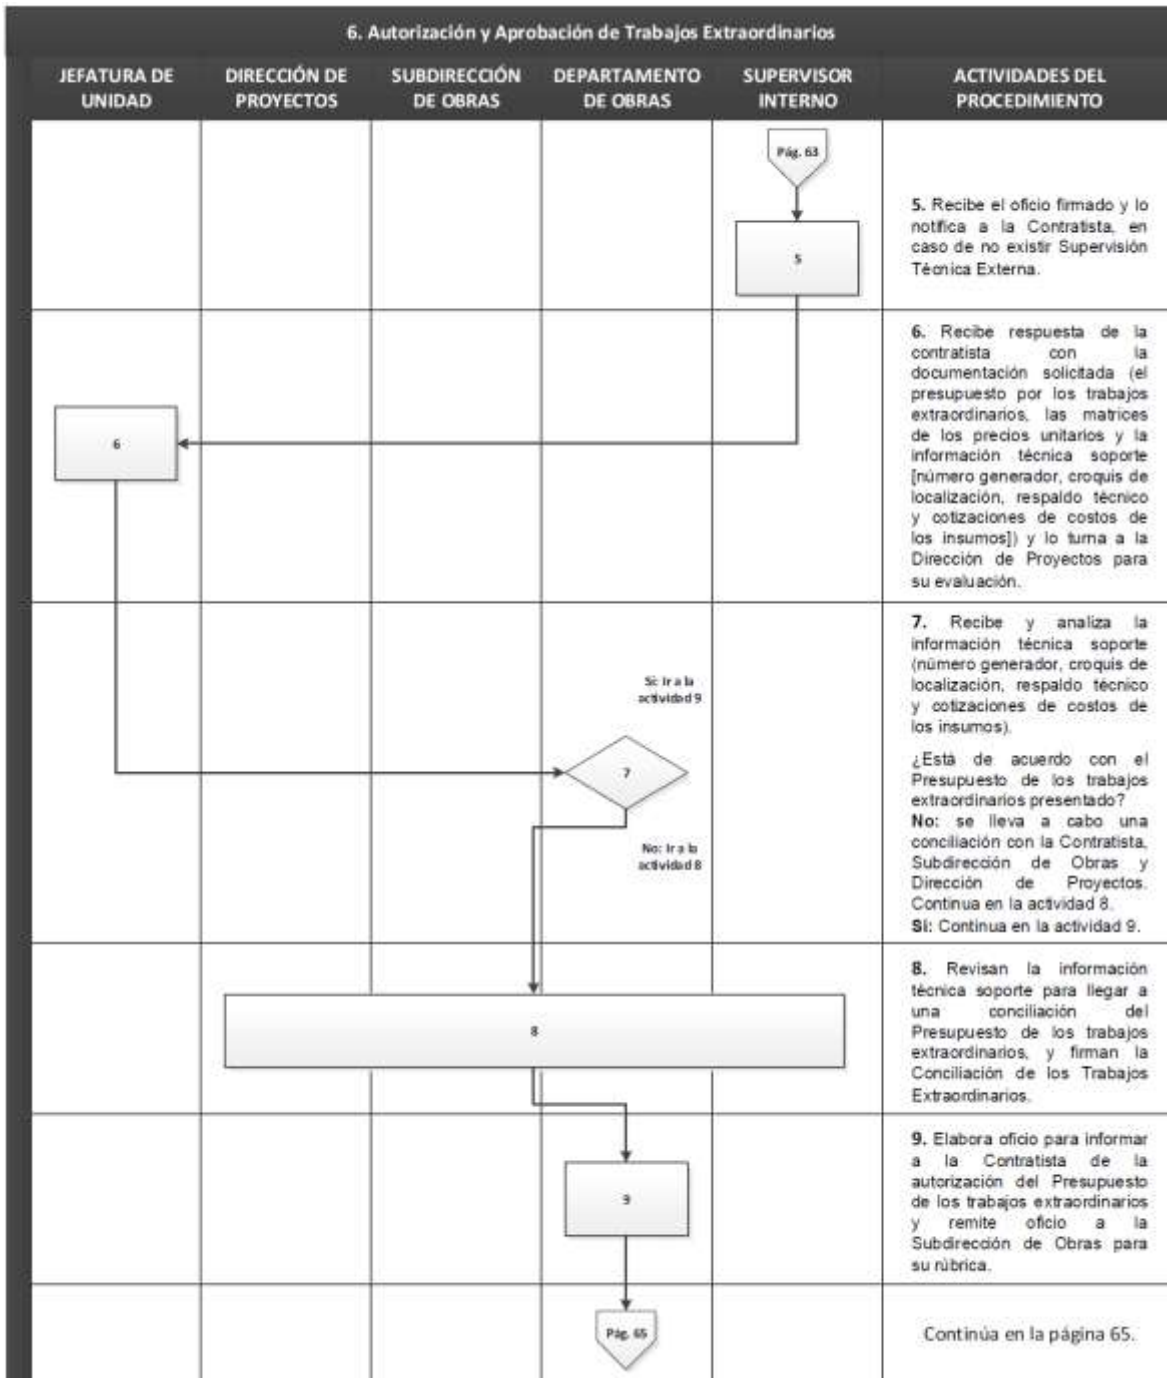 6. Autorización y Aprobación de Trabajos Extraordinarios
JEFATURA DE
UNIDAD
DIRECCIÓN DE
PROYECTOS
SUBDIRECCIÓN
DE OBRAS
DEPARTAMENTO
DE OBRAS
SUPERVISOR
INTERNO
ACTIVIDADES DEL
PROCEDIMIENTO
Pág. 63
5
5. Recibe el oficio firmado y lo
notifica a la Contratista, en
caso de no existir Supervisión
Técnica Externa.
6
6. Recibe respuesta de la
contratista con la
documentación solicitada (el
presupuesto por los trabajos
extraordinarios, las matrices
de los precios unitarios y la
información técnica soporte
[número generador, croquis de
localización, respaldo técnico
y cotizaciones de costos de
los insumos]) y lo turna a la
Dirección de Proyectos para
su evaluación.
Sí: Ir a la
actividad 9
7
No: Ir a la
actividad 8
7. Recibe y analiza la
información técnica soporte
(número generador, croquis de
localización, respaldo técnico
y cotizaciones de costos de
los insumos).
¿Está de acuerdo con el
Presupuesto de los trabajos
extraordinarios presentado?
No: se lleva a cabo una
conciliación con la Contratista,
Subdirección de Obras y
Dirección de Proyectos.
Continua en la actividad 8.
Sí: Continua en la actividad 9.
8
8. Revisan la información
técnica soporte para llegar a
una conciliación del
Presupuesto de los trabajos
extraordinarios, y firman la
Conciliación de los Trabajos
Extraordinarios.
9
9. Elabora oficio para informar
a la Contratista de la
autorización del Presupuesto
de los trabajos extraordinarios
y remite oficio a la
Subdirección de Obras para
su rúbrica.
Pág. 65
Continúa en la página 65.